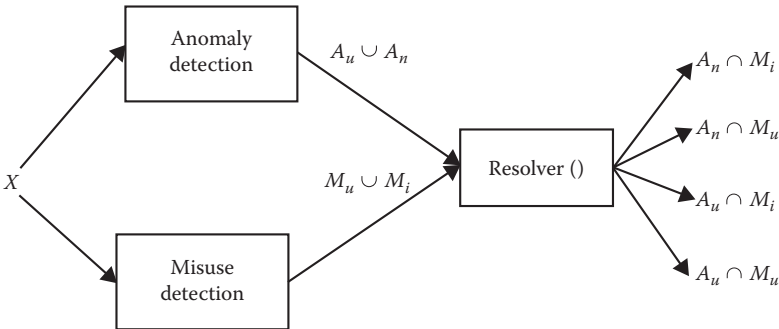 Anomaly
detection
A_u ∪ A_n
X
M_u ∪ M_i
Misuse
detection
Resolver ()
A_n ∩ M_i
A_n ∩ M_u
A_u ∩ M_i
A_u ∩ M_u